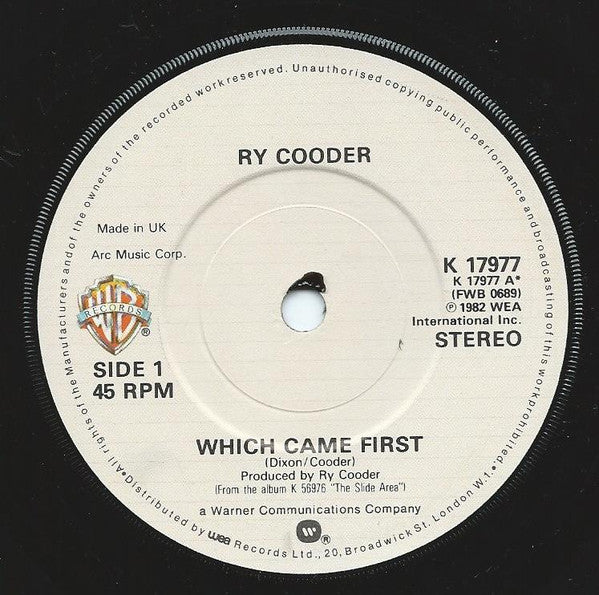 All rights of the Manufacturers and of the owners of the recorded work reserved. Unauthorised copying public performance and broadcasting of this work prohibited.
RY COODER
Made in UK
Arc Music Corp.
K 17977
K 17977 A*
(FWB 0689)
℗ 1982 WEA
International Inc.
STEREO
WB
RECORDS
®
SIDE 1
45 RPM
WHICH CAME FIRST
(Dixon/Cooder)
Produced by Ry Cooder
(From the album K 56976 "The Slide Area")
a Warner Communications Company
®
•Distributed by wea Records Ltd., 20, Broadwick St. London W1.•